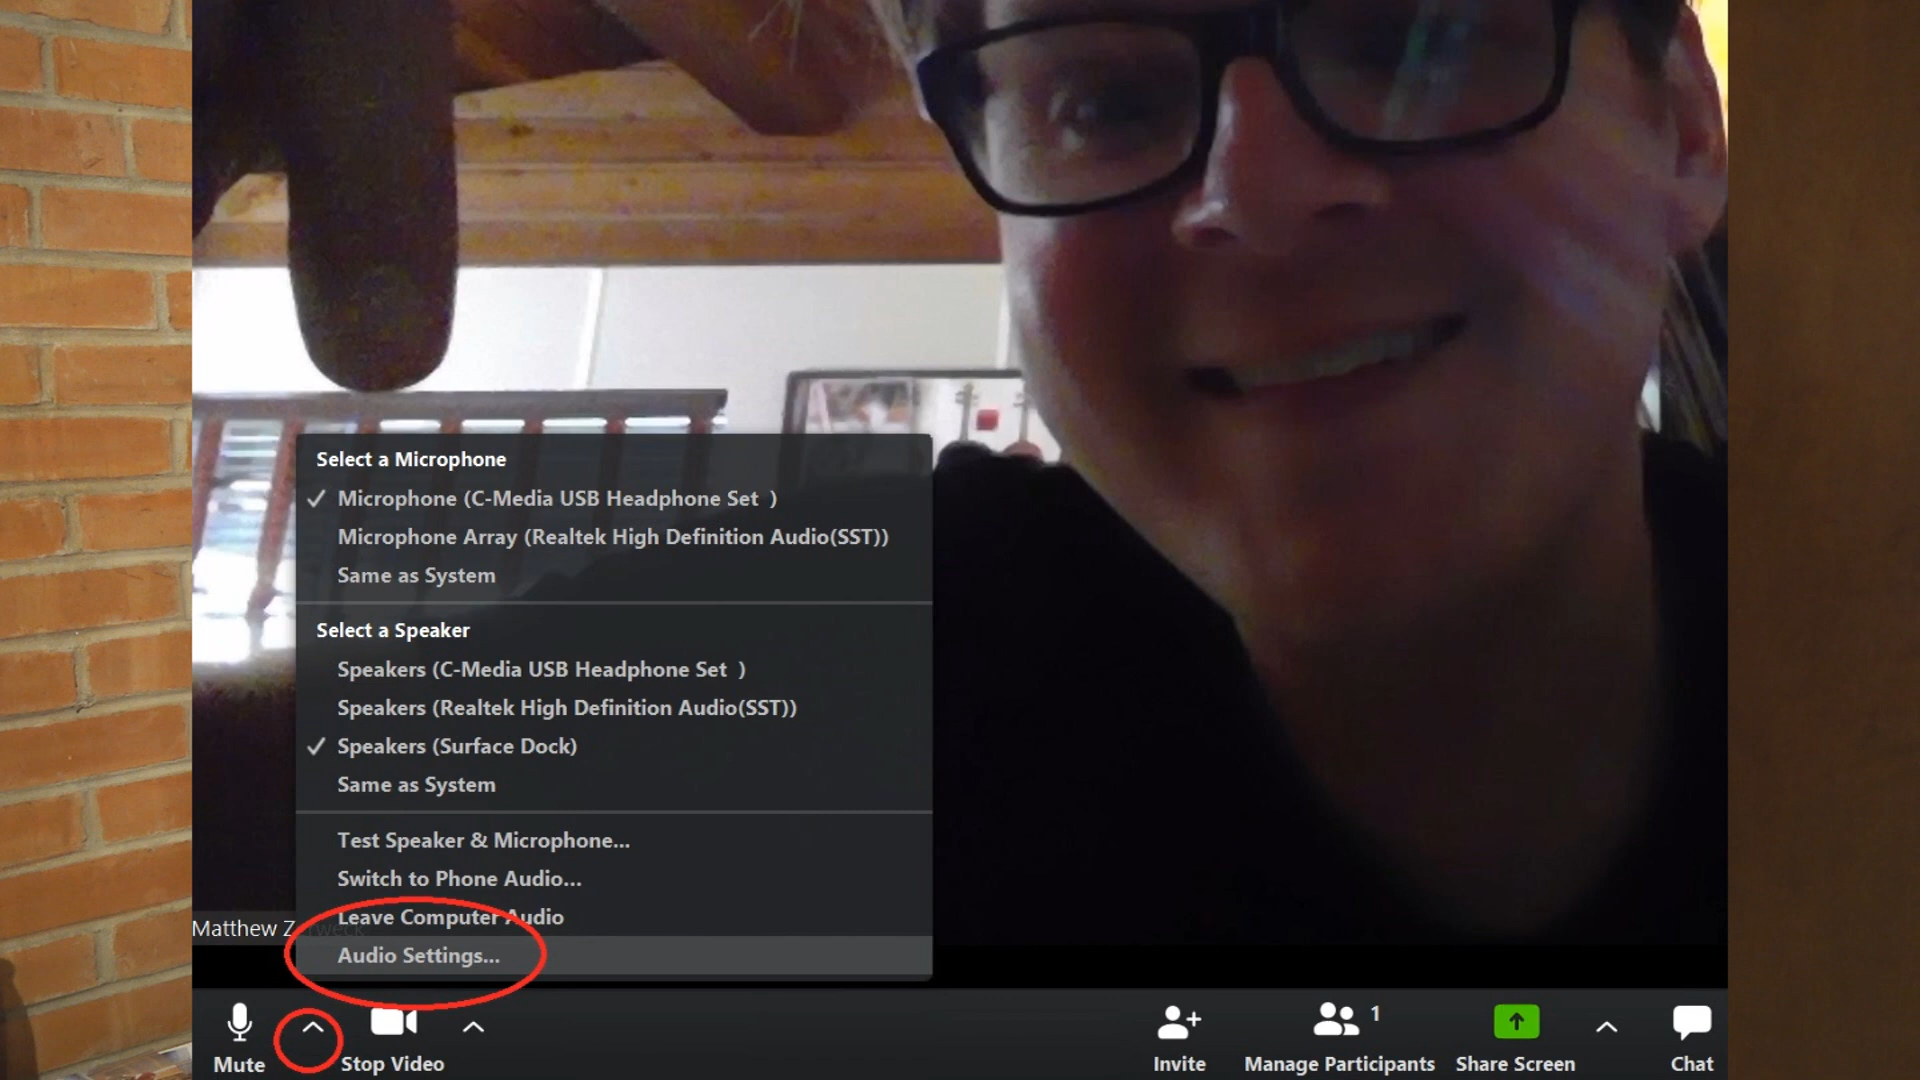 Select a Microphone
Microphone (C-Media USB Headphone Set )
Microphone Array (Realtek High Definition Audio(SST))
Same as System
Select a Speaker
Speakers (C-Media USB Headphone Set )
Speakers (Realtek High Definition Audio(SST))
Speakers (Surface Dock)
Same as System
Test Speaker & Microphone...
Switch to Phone Audio...
Leave Computer Audio
Matthew
Audio Settings...
1
Mute Stop Video Invite Manage Participants Share Screen Chat